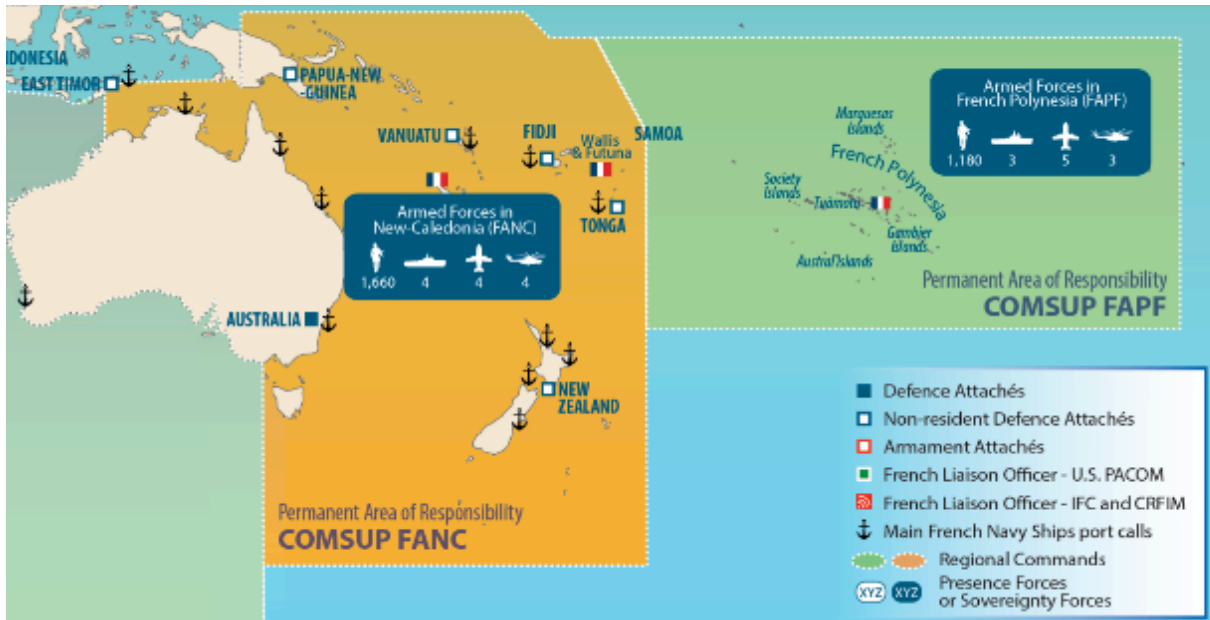 NDONESIA
EAST TIMOR
PAPUA-NEW
-GUINEA
VANUATU
FIDJI
Wallis
& Futuna
SAMOA
TONGA
Armed Forces in
New-Caledonia (FANC)
1,660 4 4 4
AUSTRALIA
NEW
ZEALAND
Permanent Area of Responsibility
COMSUP FANC
Armed Forces in
French Polynesia (FAPF)
1,180 3 5 3
Marquesas
Islands
French Polynesia
Society
Islands
Tuamotu
Gambier
Islands
Austral Islands
Permanent Area of Responsibility
COMSUP FAPF
Defence Attachés
Non-resident Defence Attachés
Armament Attachés
French Liaison Officer - U.S. PACOM
French Liaison Officer - IFC and CRFIM
Main French Navy Ships port calls
Regional Commands
XYZ XYZ Presence Forces
or Sovereignty Forces